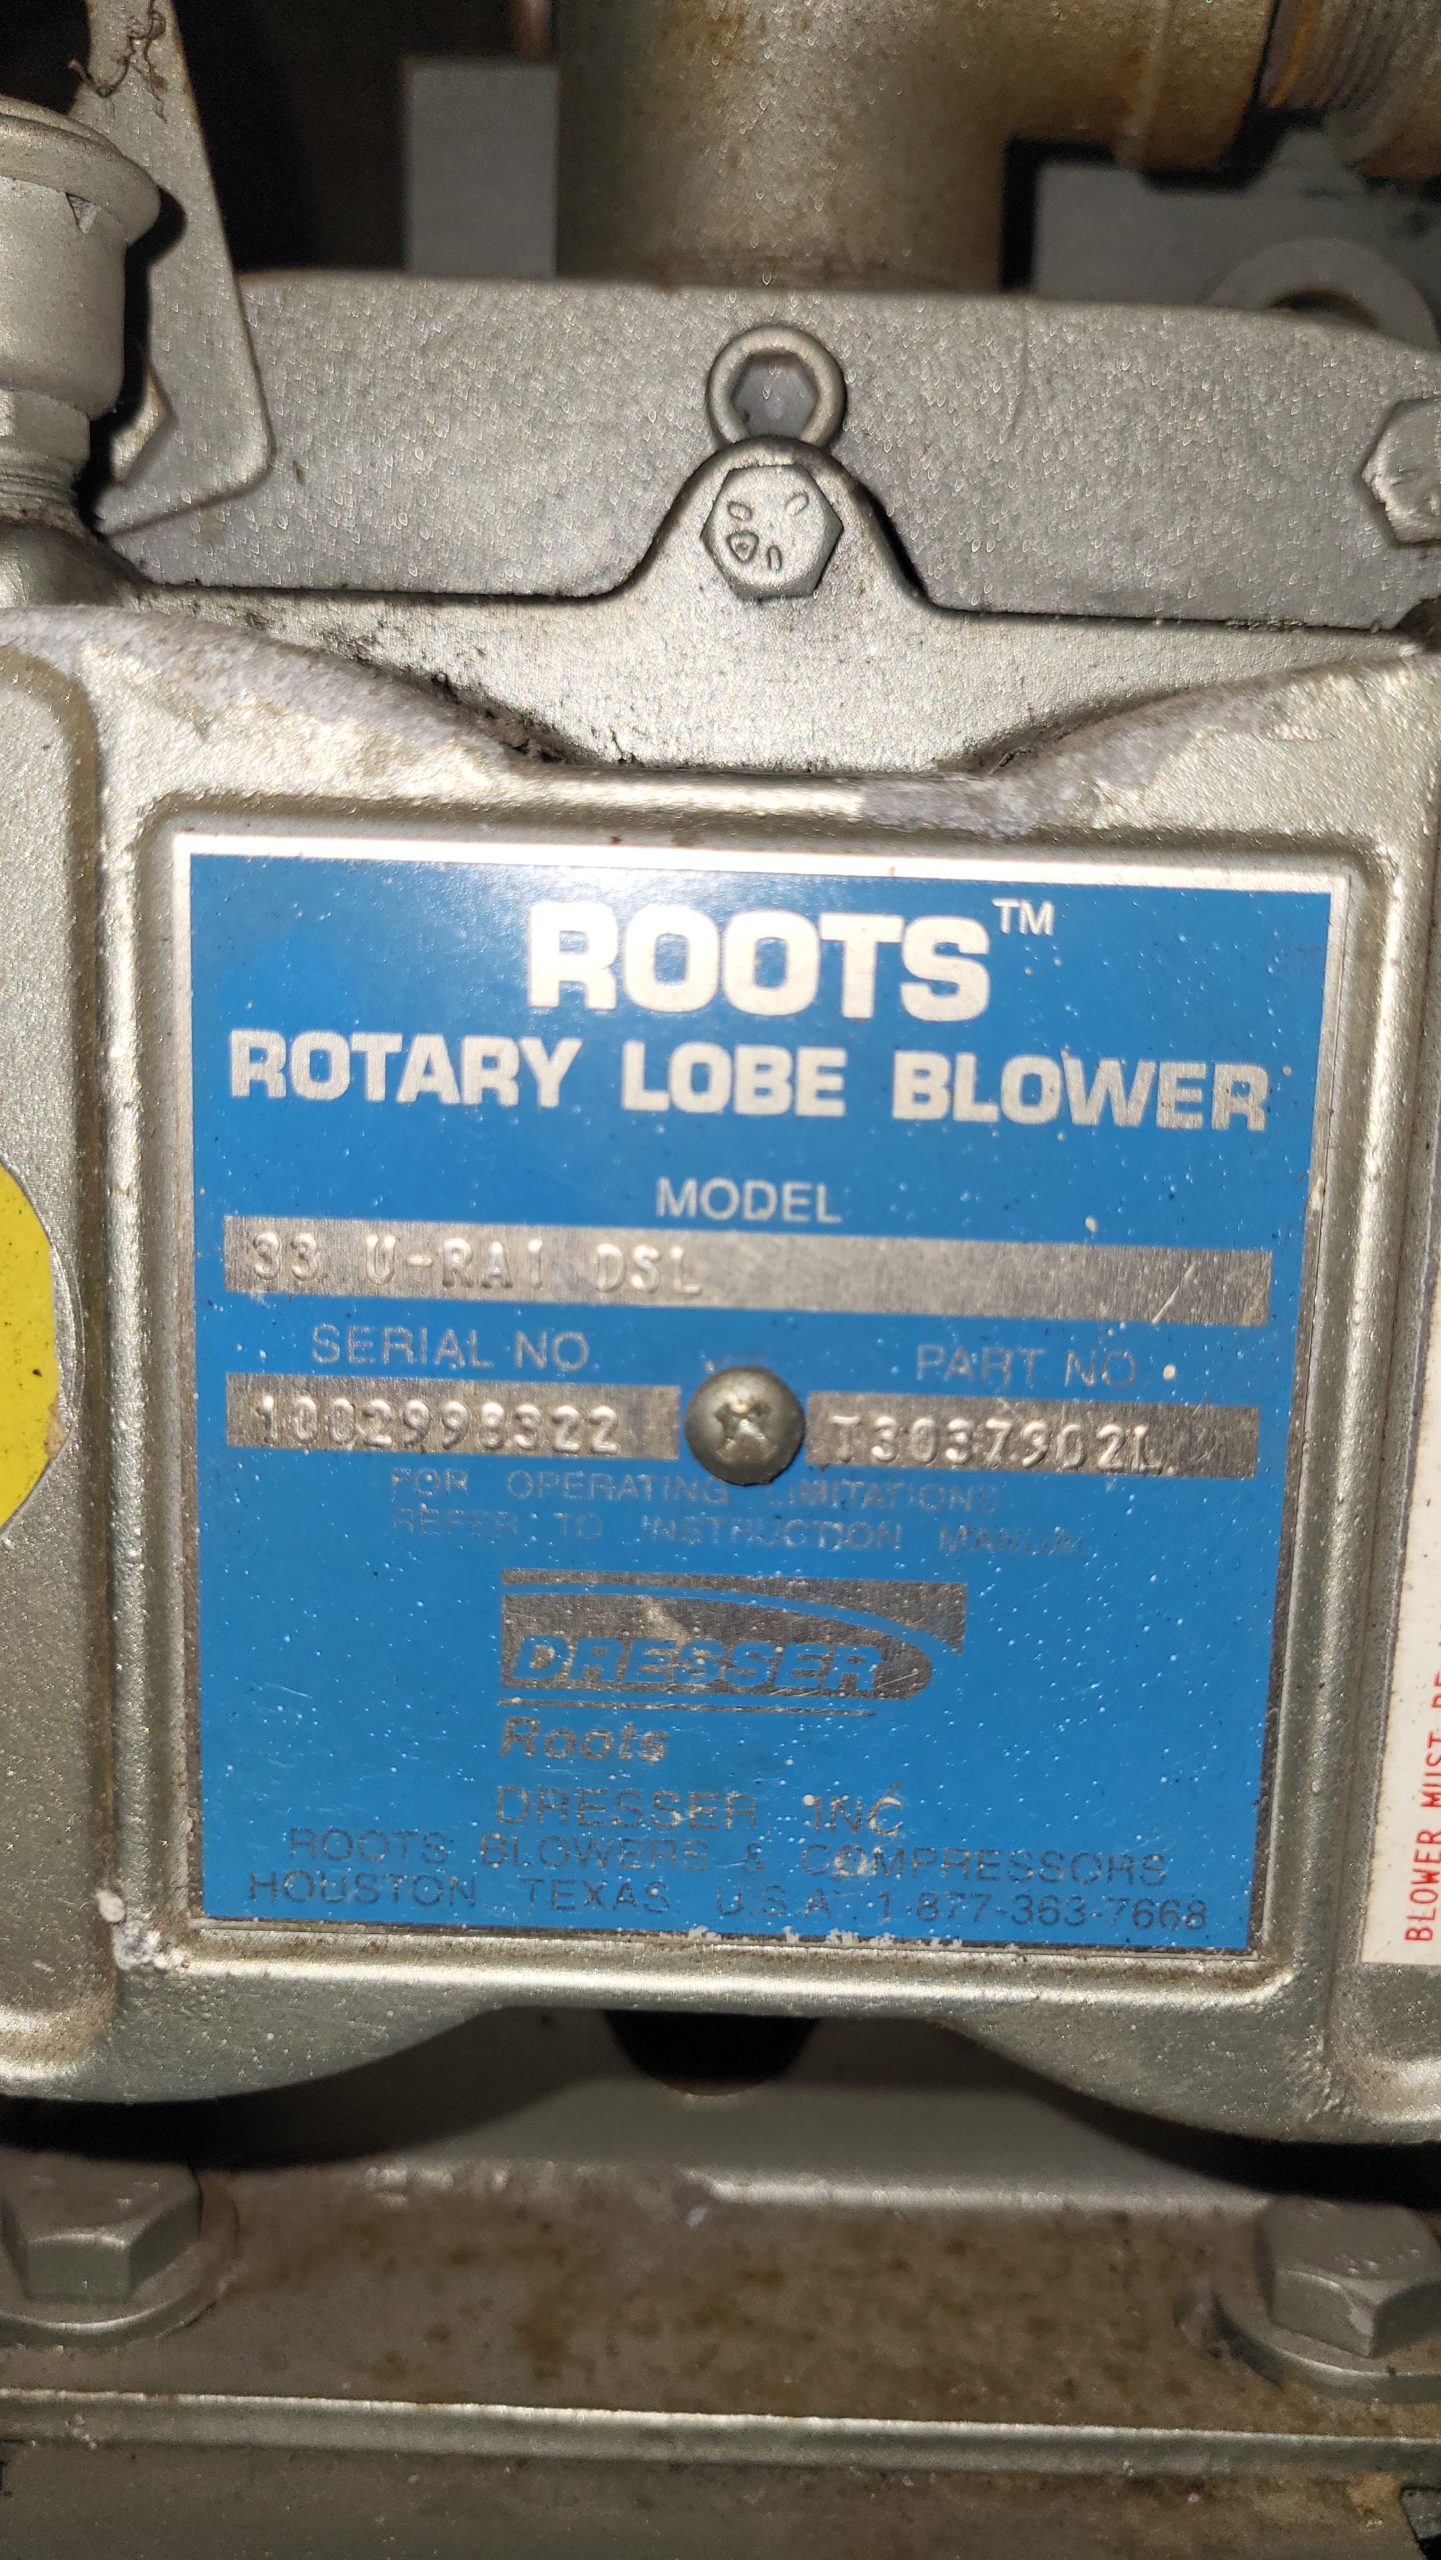 ROOTS™
ROTARY LOBE BLOWER
MODEL
33 U-RAI DSL
SERIAL NO.
1002998322
PART NO.
T3037902L
FOR OPERATING LIMITATIONS
REFER TO INSTRUCTION MANUAL
DRESSER
Roots
DRESSER, INC.
ROOTS BLOWERS & COMPRESSORS
HOUSTON, TEXAS, U.S.A. 1-877-363-7668
BLOWER MUST